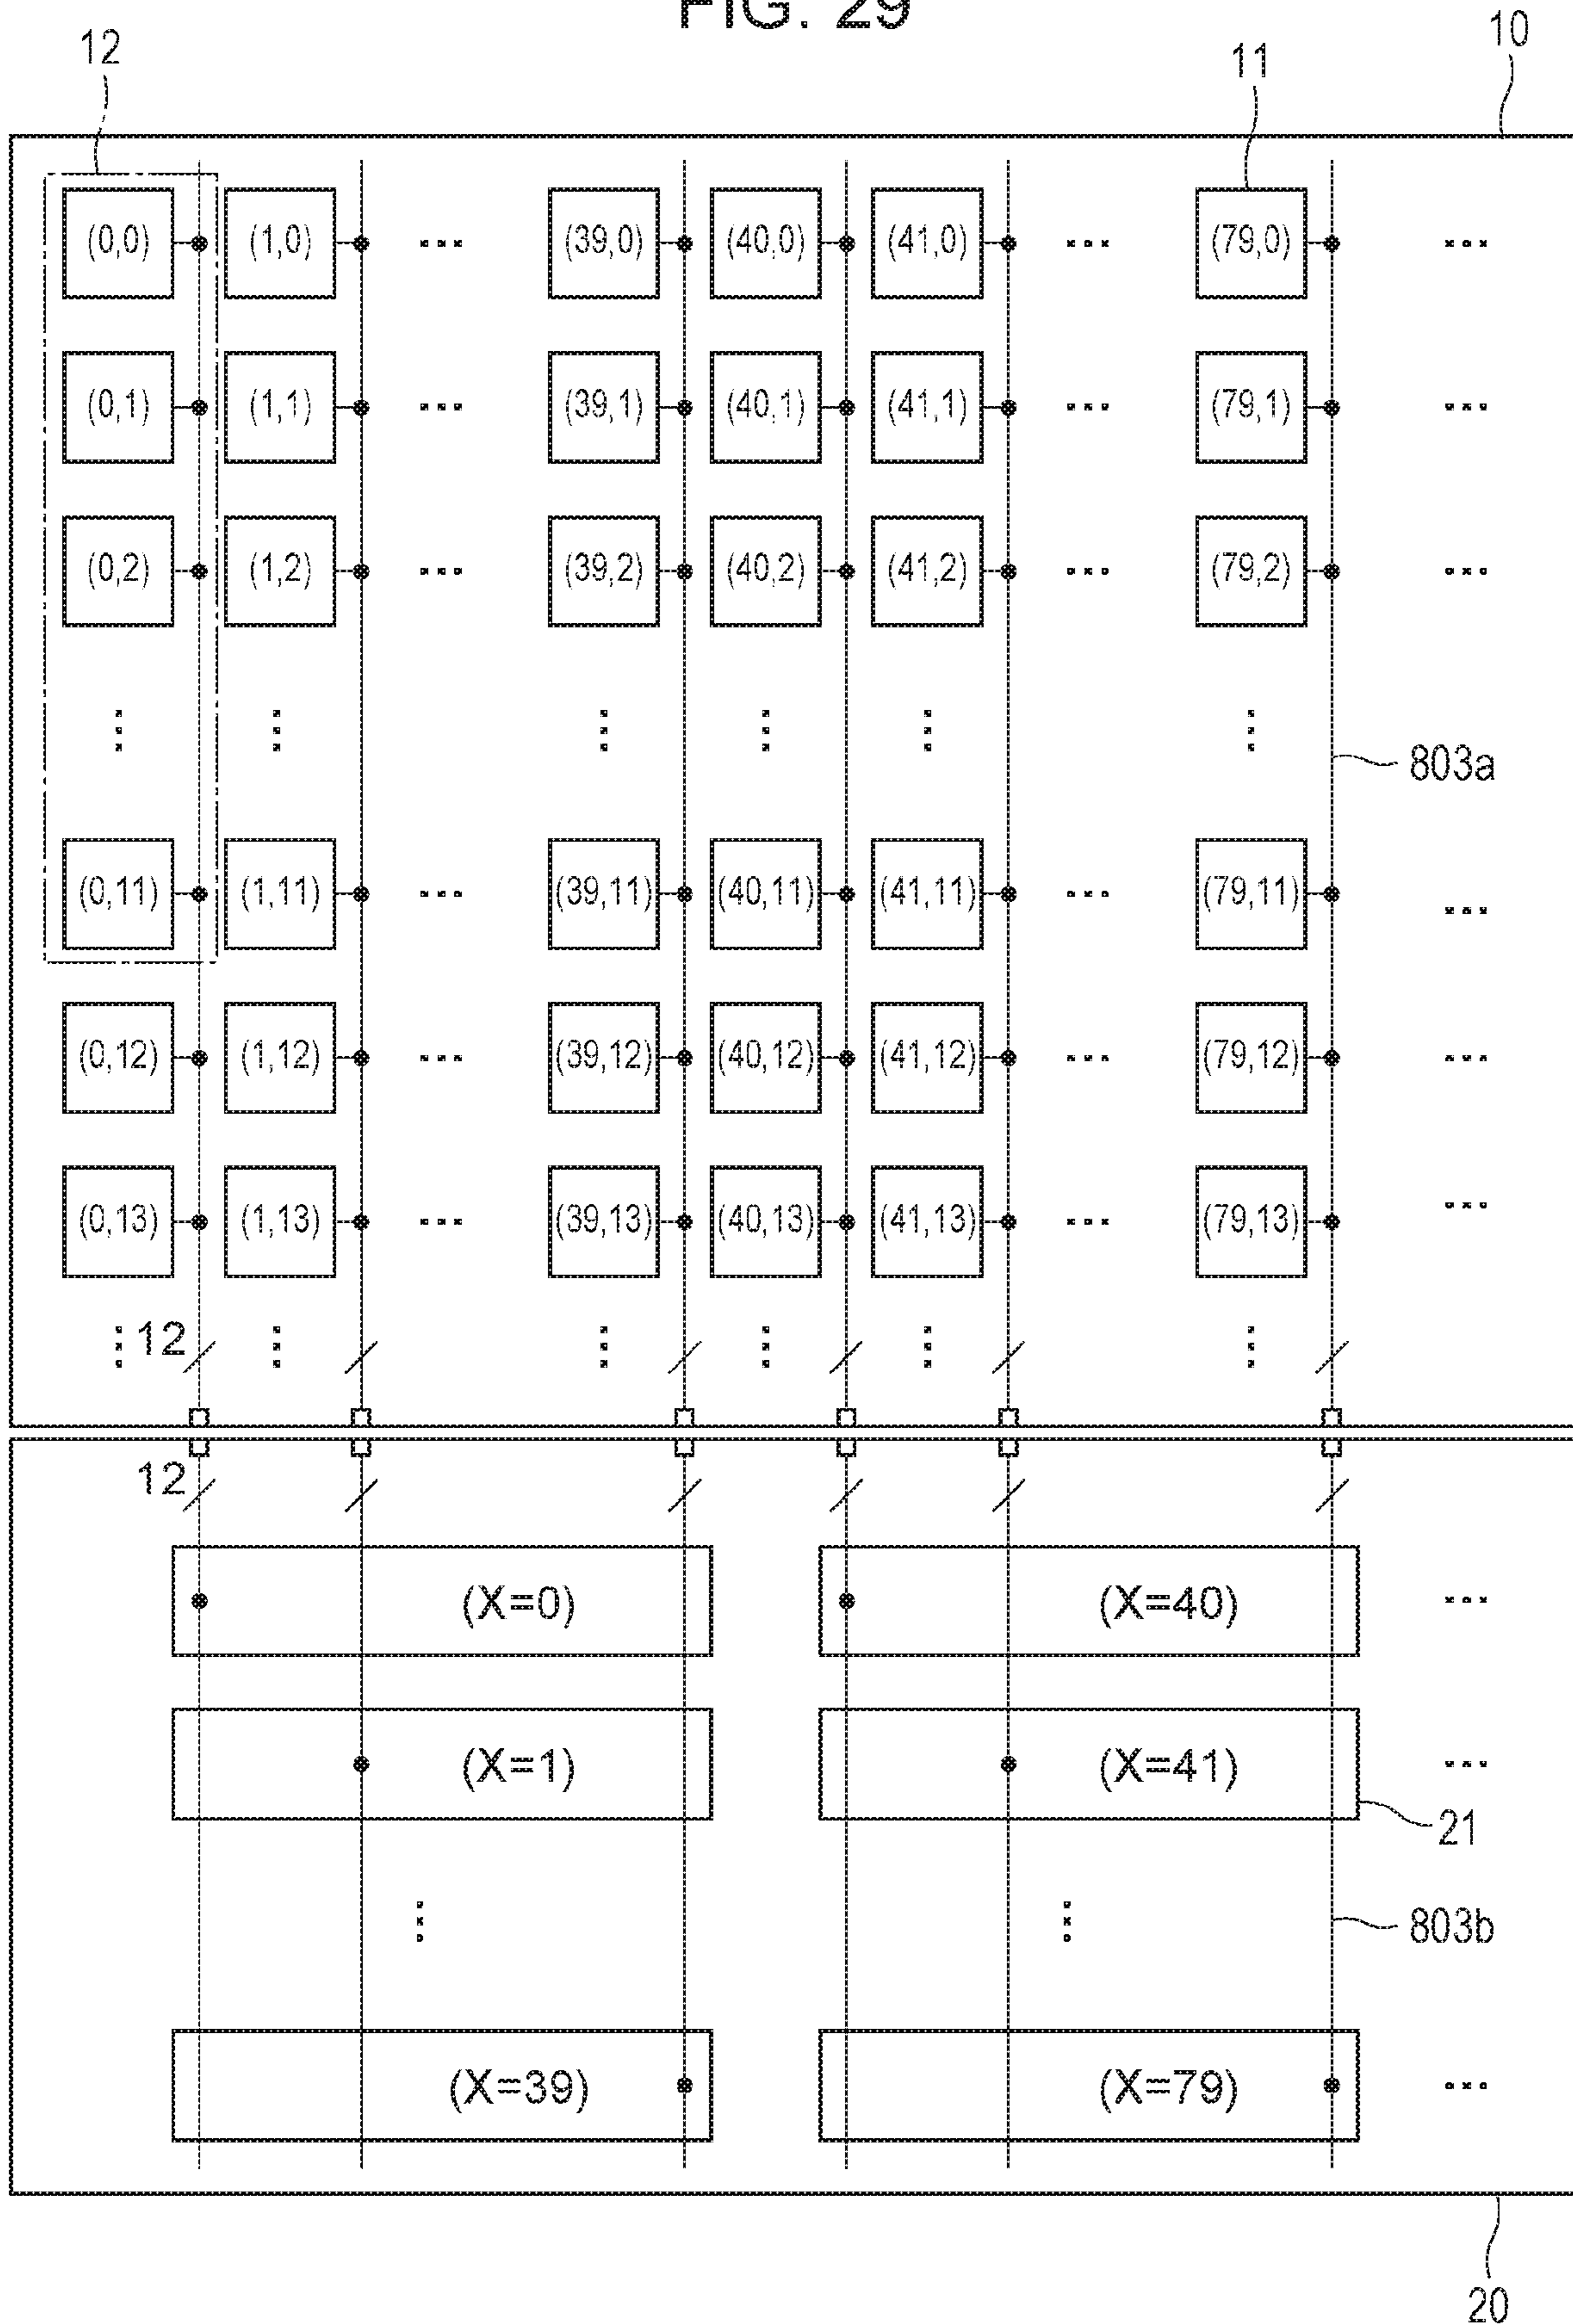 FIG. 29
12 11 10
(0,0) (1,0) ... (39,0) (40,0) (41,0) ... (79,0) ...
(0,1) (1,1) ... (39,1) (40,1) (41,1) ... (79,1) ...
(0,2) (1,2) ... (39,2) (40,2) (41,2) ... (79,2) ...
803a
(0,11) (1,11) ... (39,11) (40,11) (41,11) ... (79,11) ...
(0,12) (1,12) ... (39,12) (40,12) (41,12) ... (79,12) ...
(0,13) (1,13) ... (39,13) (40,13) (41,13) ... (79,13) ...
12
12
(X=0) (X=40) ...
(X=1) (X=41) ...
21
803b
(X=39) (X=79) ...
20